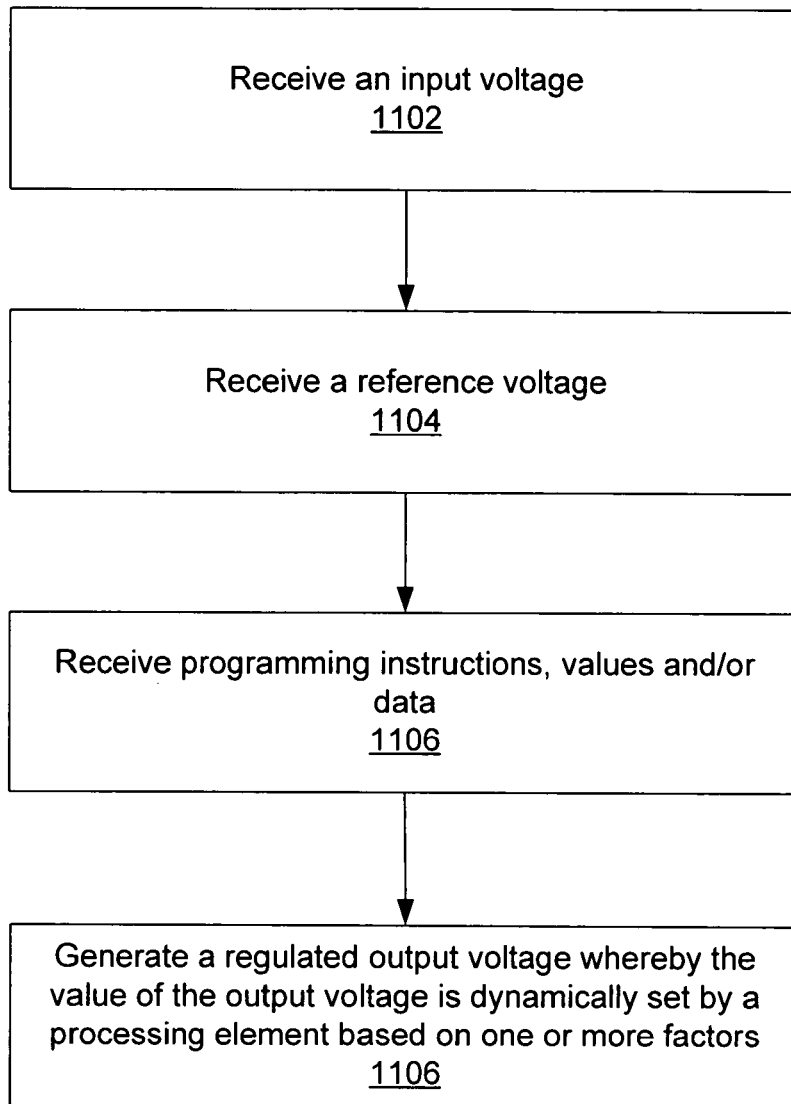 Receive an input voltage
1102
Receive a reference voltage
1104
Receive programming instructions, values and/or
data
1106
Generate a regulated output voltage whereby the
value of the output voltage is dynamically set by a
processing element based on one or more factors
1106